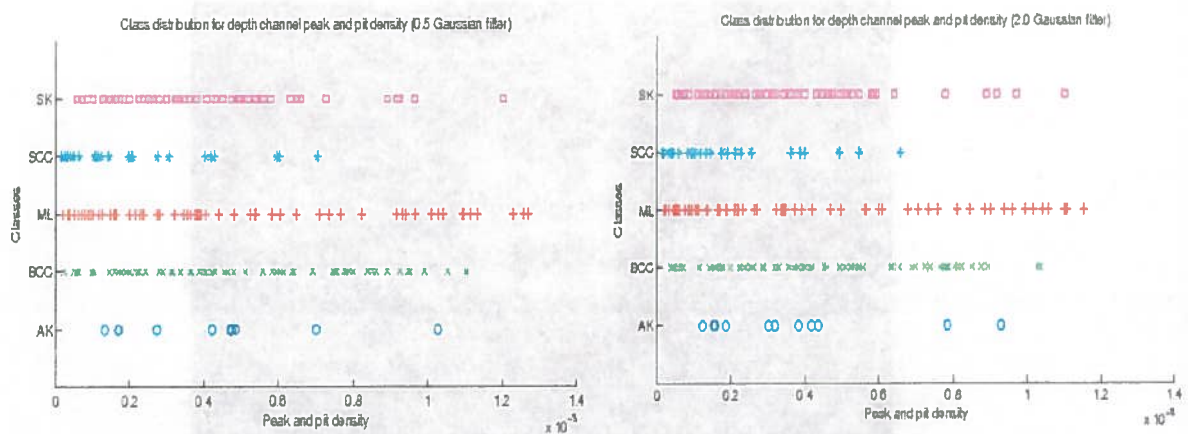 Class distribution for depth channel peak and pit density (0.5 Gaussian filter)
SK
SCC
ML
BCC
AK
Classes
0
0.2
0.4
0.6
0.8
1
1.2
1.4
Peak and pit density
Class distribution for depth channel peak and pit density (2.0 Gaussian filter)
SK
SCC
ML
BCC
AK
Classes
0
0.2
0.4
0.6
0.8
1
1.2
1.4
Peak and pit density